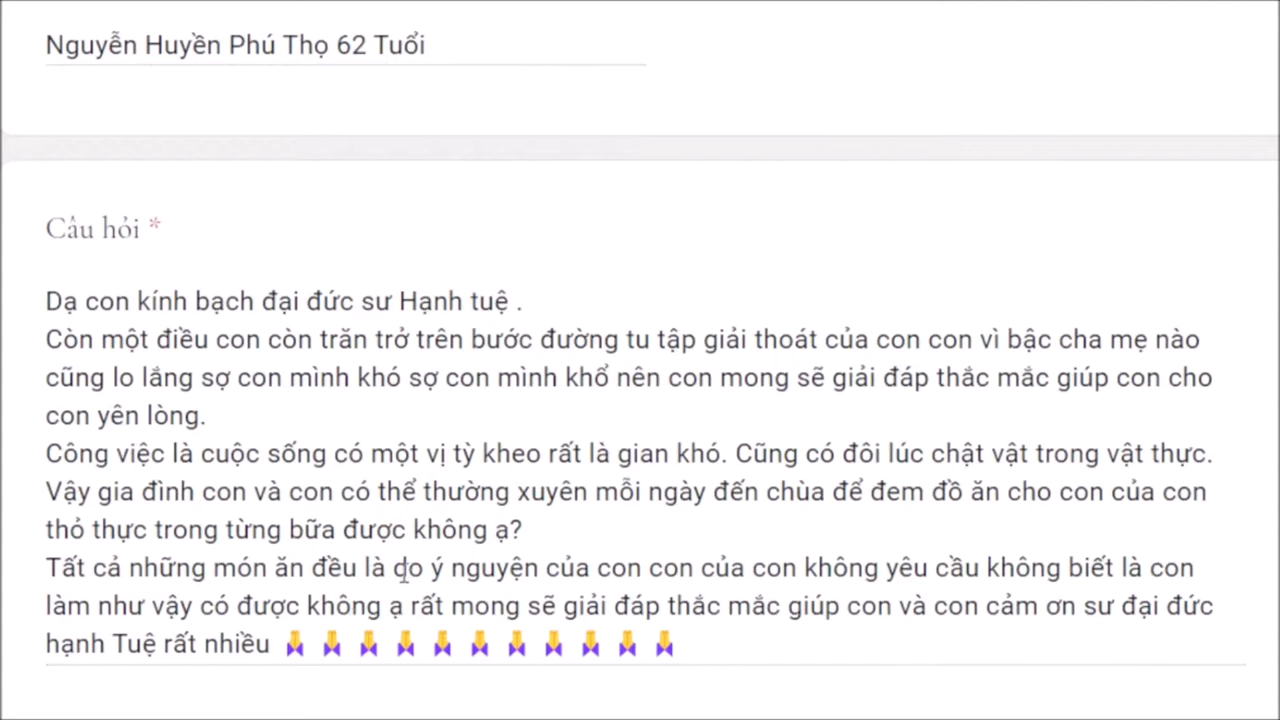 Nguyễn Huyền Phú Thọ 62 Tuổi
Câu hỏi *
Dạ con kính bạch đại đức sư Hạnh tuệ .
Còn một điều con còn trăn trở trên bước đường tu tập giải thoát của con con vì bậc cha mẹ nào
cũng lo lắng sợ con mình khó sợ con mình khổ nên con mong sẽ giải đáp thắc mắc giúp con cho
con yên lòng.
Công việc là cuộc sống có một vị tỳ kheo rất là gian khó. Cũng có đôi lúc chật vật trong vật thực.
Vậy gia đình con và con có thể thường xuyên mỗi ngày đến chùa để đem đồ ăn cho con của con
thỏ thực trong từng bữa được không ạ?
Tất cả những món ăn đều là do ý nguyện của con con của con không yêu cầu không biết là con
làm như vậy có được không ạ rất mong sẽ giải đáp thắc mắc giúp con và con cảm ơn sư đại đức
hạnh Tuệ rất nhiều